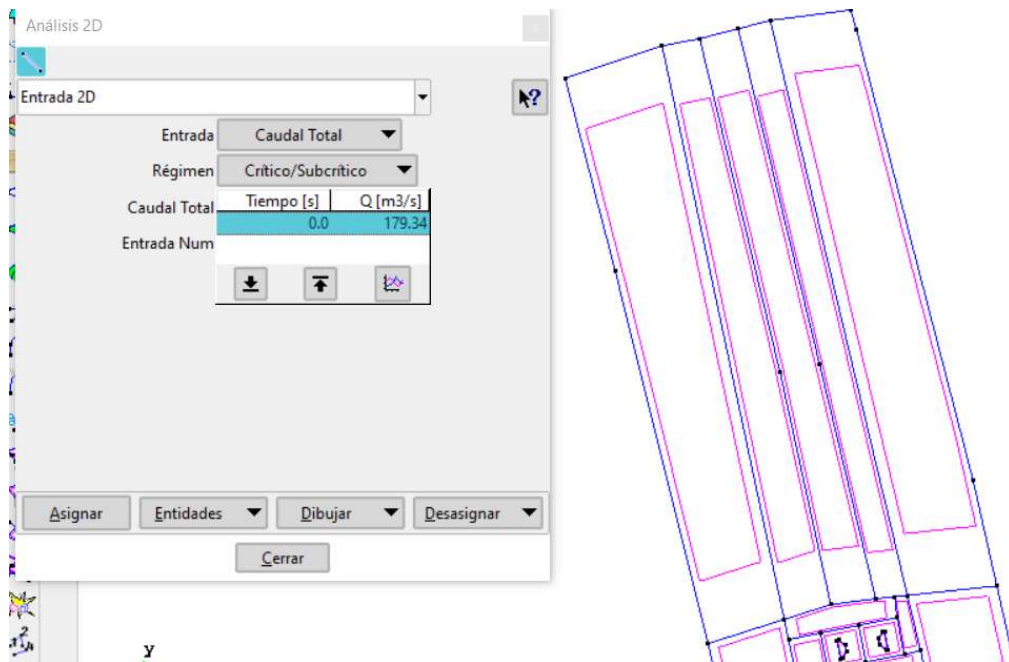 Análisis 2D
Entrada 2D
Entrada Caudal Total
Régimen Crítico/Subcrítico
Caudal Total Tiempo [s] Q [m3/s]
0.0 179.34
Entrada Num
Asignar Entidades Dibujar Desasignar
Cerrar
y